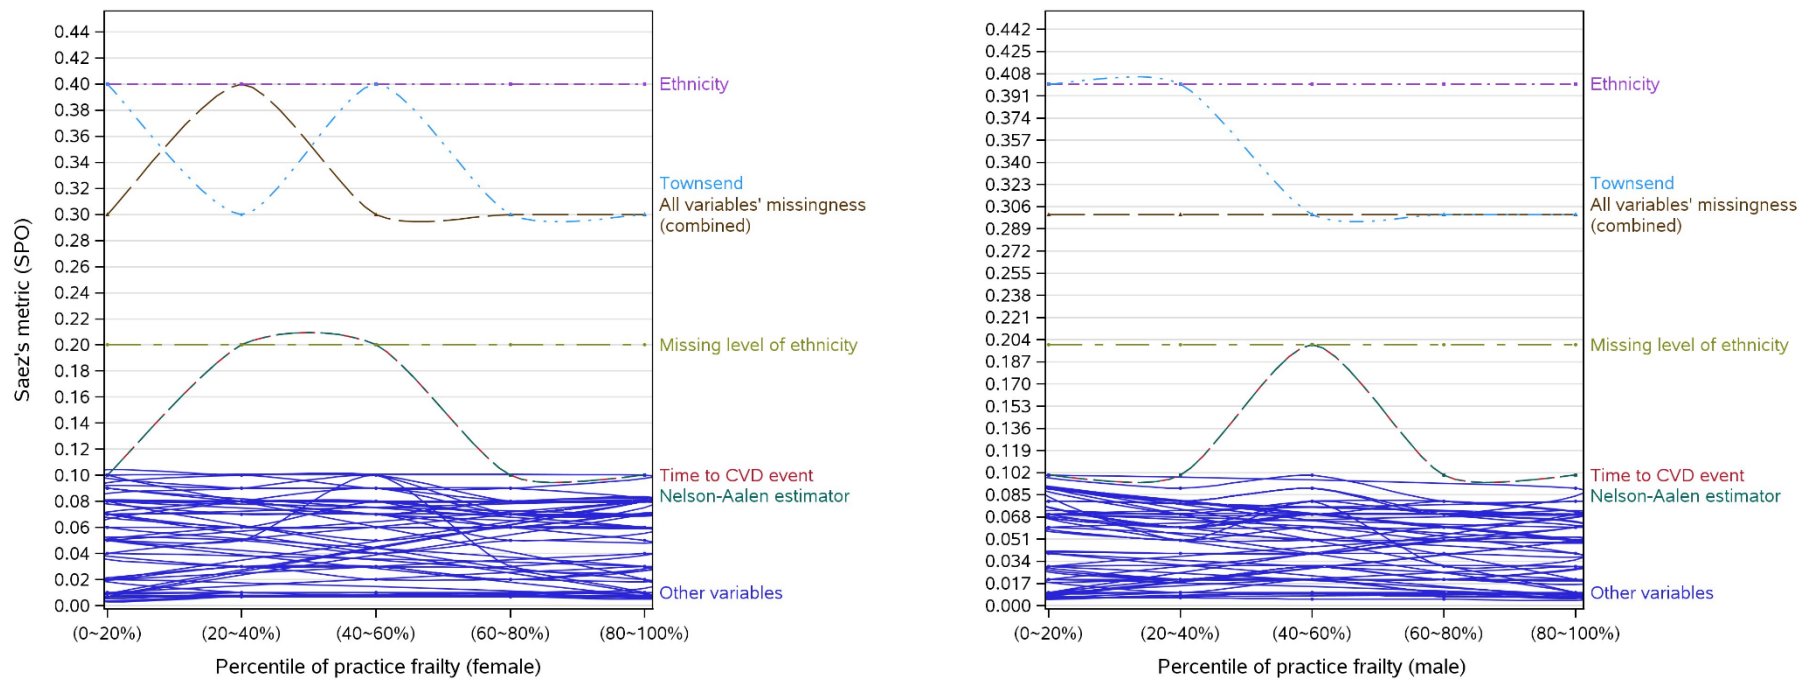 Saez's metric (SPO)
0.44
0.42
0.40
0.38
0.36
0.34
0.32
0.30
0.28
0.26
0.24
0.22
0.20
0.18
0.16
0.14
0.12
0.10
0.08
0.06
0.04
0.02
0.00
Ethnicity
Townsend
All variables' missingness
(combined)
Missing level of ethnicity
Time to CVD event
Nelson-Aalen estimator
Other variables
(0~20%) (20~40%) (40~60%) (60~80%) (80~100%)
Percentile of practice frailty (female)
0.442
0.425
0.408
0.391
0.374
0.357
0.340
0.323
0.306
0.289
0.272
0.255
0.238
0.221
0.204
0.187
0.170
0.153
0.136
0.119
0.102
0.085
0.068
0.051
0.034
0.017
0.000
Ethnicity
Townsend
All variables' missingness
(combined)
Missing level of ethnicity
Time to CVD event
Nelson-Aalen estimator
Other variables
(0~20%) (20~40%) (40~60%) (60~80%) (80~100%)
Percentile of practice frailty (male)